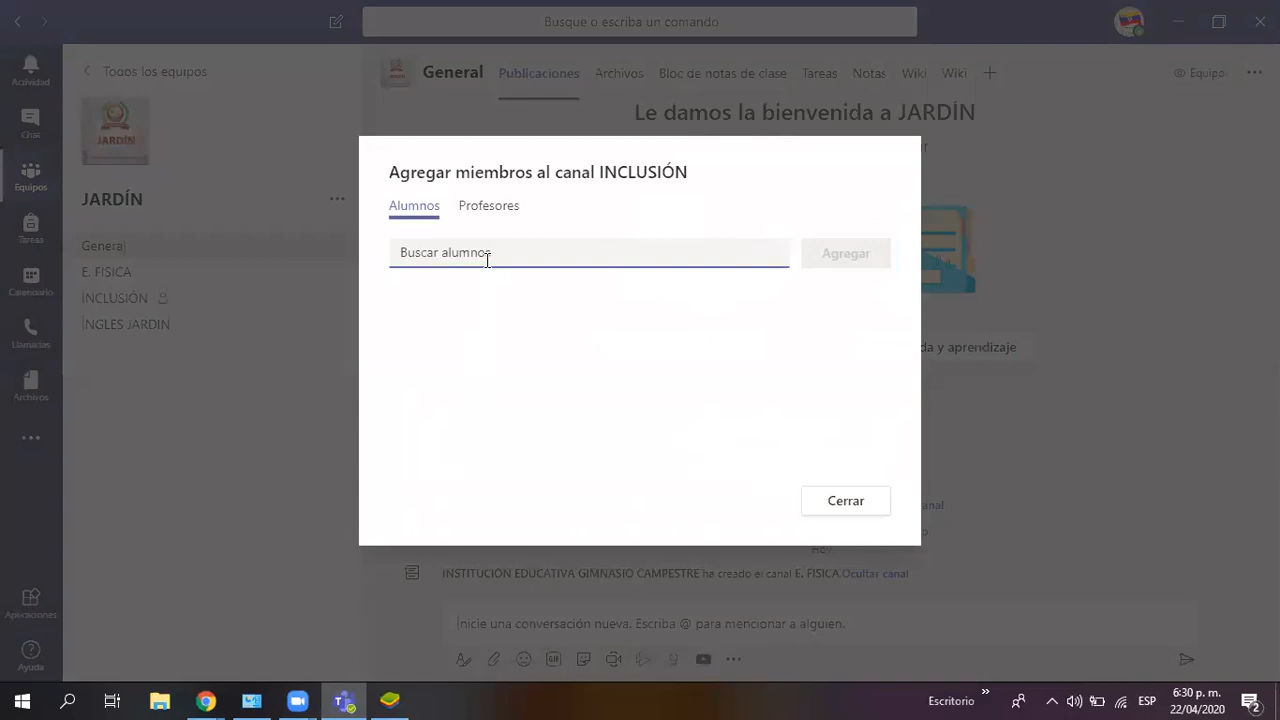 Busque o escriba un comando
Actividad
Chat
Equipos
Tareas
Calendario
Llamadas
Archivos
Aplicaciones
Ayuda
Todos los equipos
JARDÍN
JARDÍN
General
E. FISICA
INCLUSIÓN
INGLES JARDIN
General
Publicaciones
Archivos
Bloc de notas de clase
Tareas
Notas
Wiki
Wiki
Equipo
Le damos la bienvenida a JARDÍN
Agregar miembros al canal INCLUSIÓN
Alumnos
Profesores
Buscar alumnos
Agregar
da y aprendizaje
Cerrar
anal
Hoy
INSTITUCIÓN EDUCATIVA GIMNASIO CAMPESTRE ha creado el canal E. FISICA. Ocultar canal
Inicie una conversación nueva. Escriba @ para mencionar a alguien.
GIF
Escritorio
ESP
6:30 p. m.
22/04/2020
2